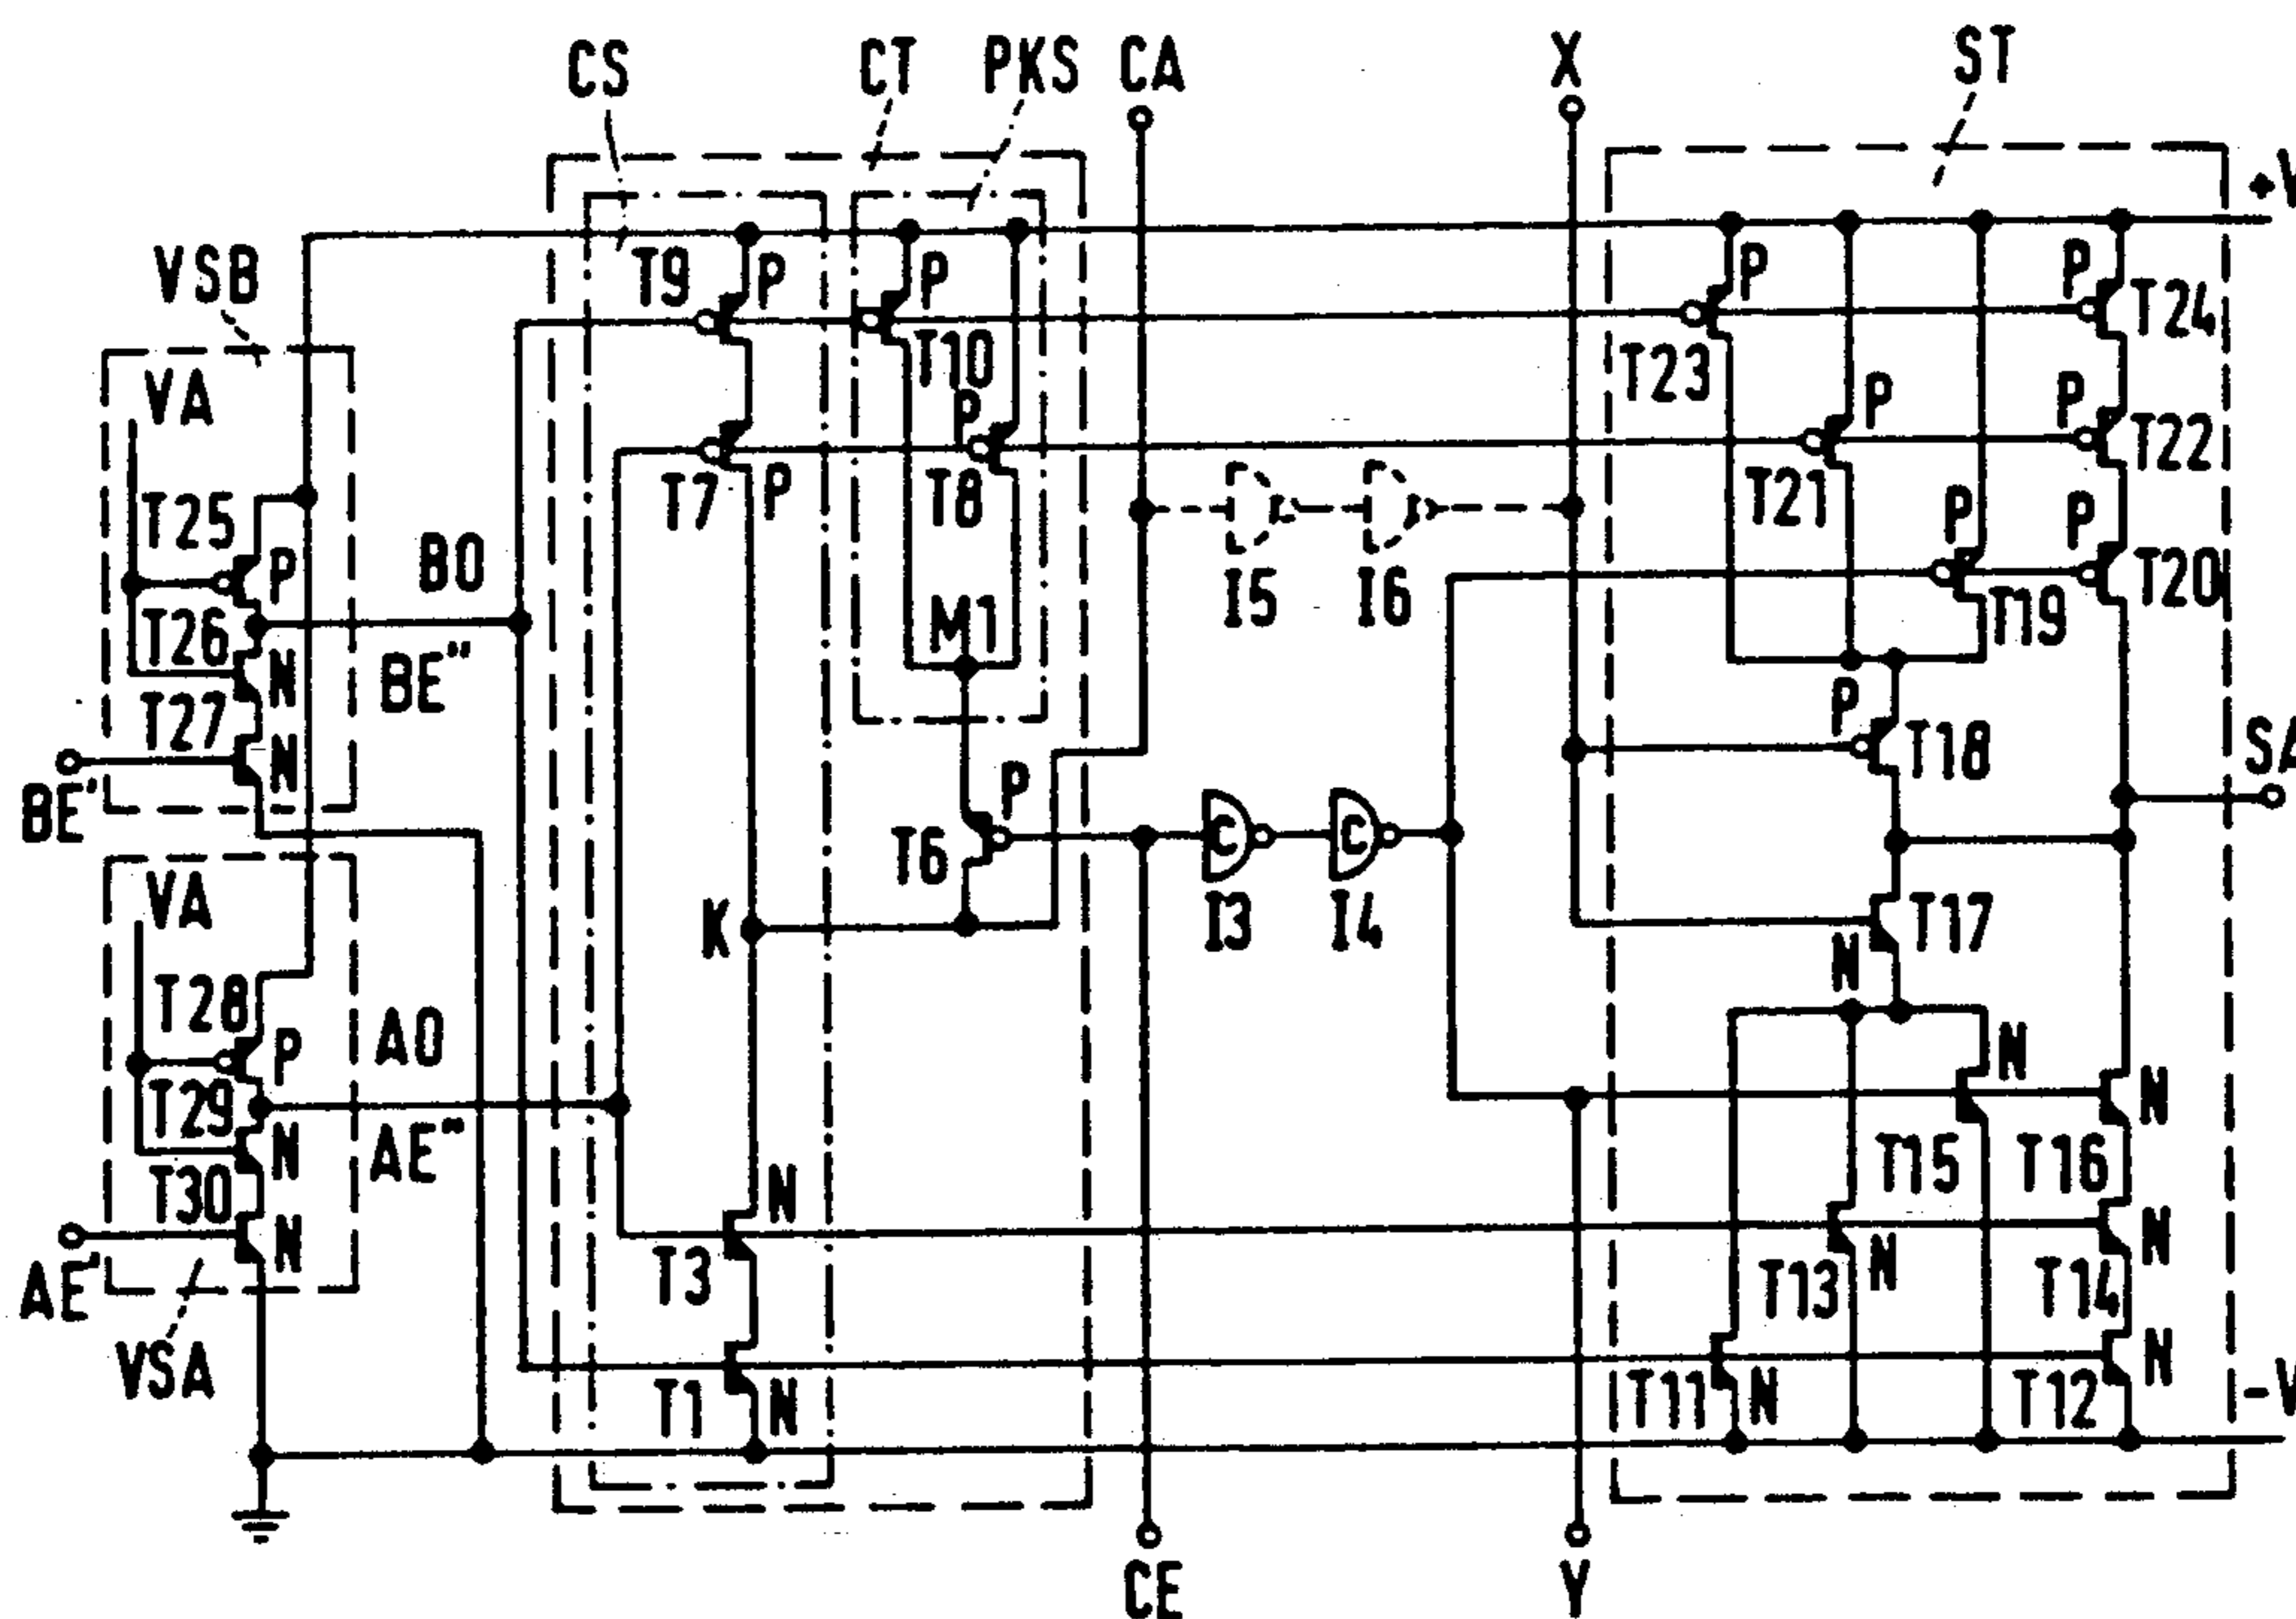 CS CT PKS CA X ST
+V
VSB T9 P P P P T24
VA T10 T23
T25 P P P T22
T7 P T8 T21
BO P P P
I5 I6 T20
T26 M1 T19
BE" N
T27 P T18
N P SA
BE' T6 C C
VA K I3 I4 T17
N
T28 AO N
P
T29 N
AE" N T15 T16
T30 N
N T3 T13 N T14 N
AE'
VSA T1 N T11 N T12 N -V
CE Y